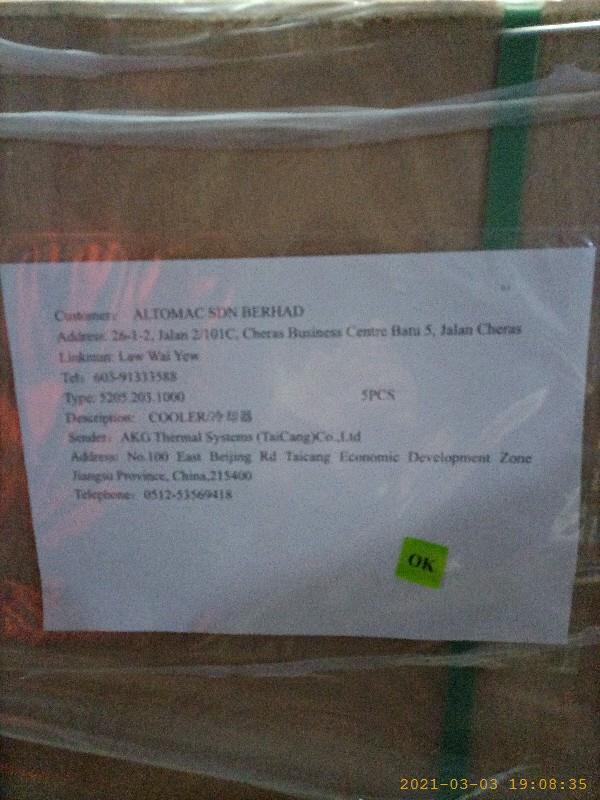 Customer: ALTOMAC SDN BERHAD
Address: 26-1-2, Jalan 2/101C, Cheras Business Centre Batu 5, Jalan Cheras
Linkman: Law Wai Yew
Tel: 603-91333588
Type: 5205.203.1000 5PCS
Description: COOLER/冷却器
Sender: AKG Thermal Systems (TaiCang)Co.,Ltd
Address: No.100 East Beijing Rd Taicang Economic Development Zone
Jiangsu Province, China,215400
Telephone: 0512-53569418
OK
2021-03-03 19:08:35